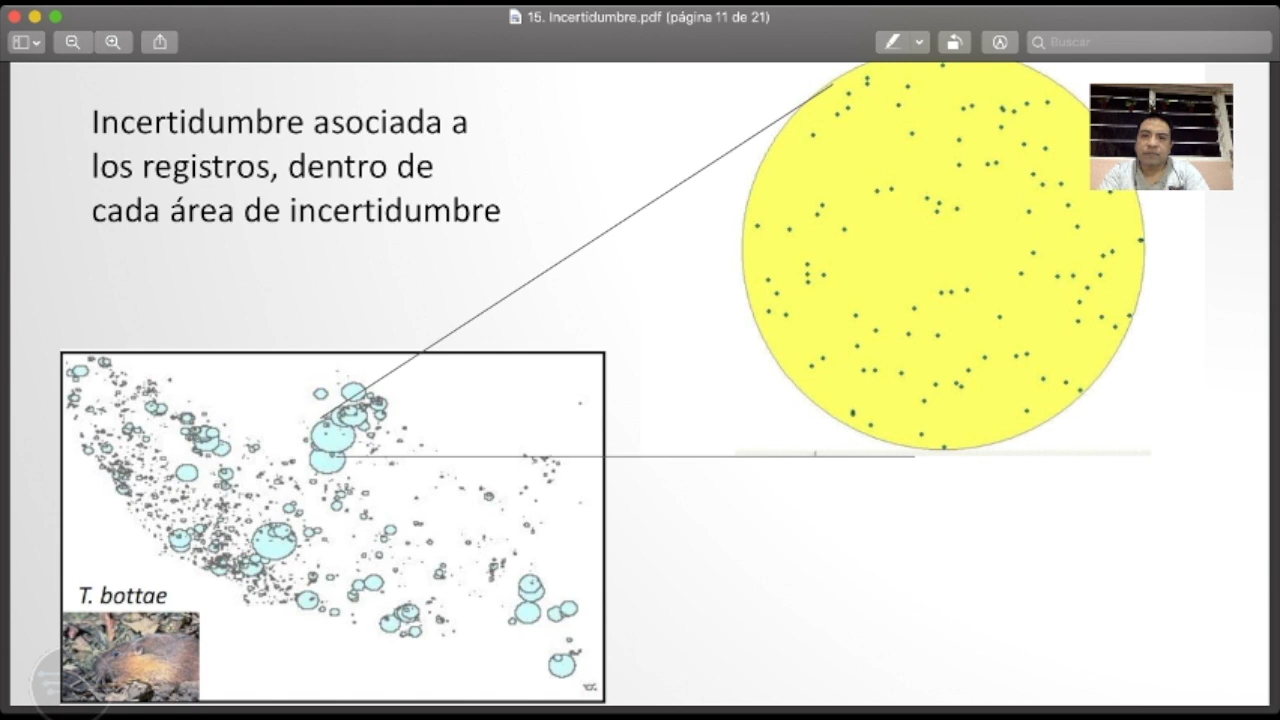 15. Incertidumbre.pdf (página 11 de 21)
Buscar
Incertidumbre asociada a
los registros, dentro de
cada área de incertidumbre
T. bottae